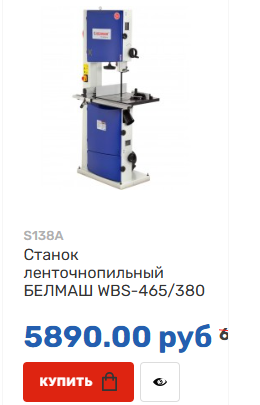 S138A
Станок
ленточнопильный
БЕЛМАШ WBS-465/380
5890.00 руб
КУПИТЬ